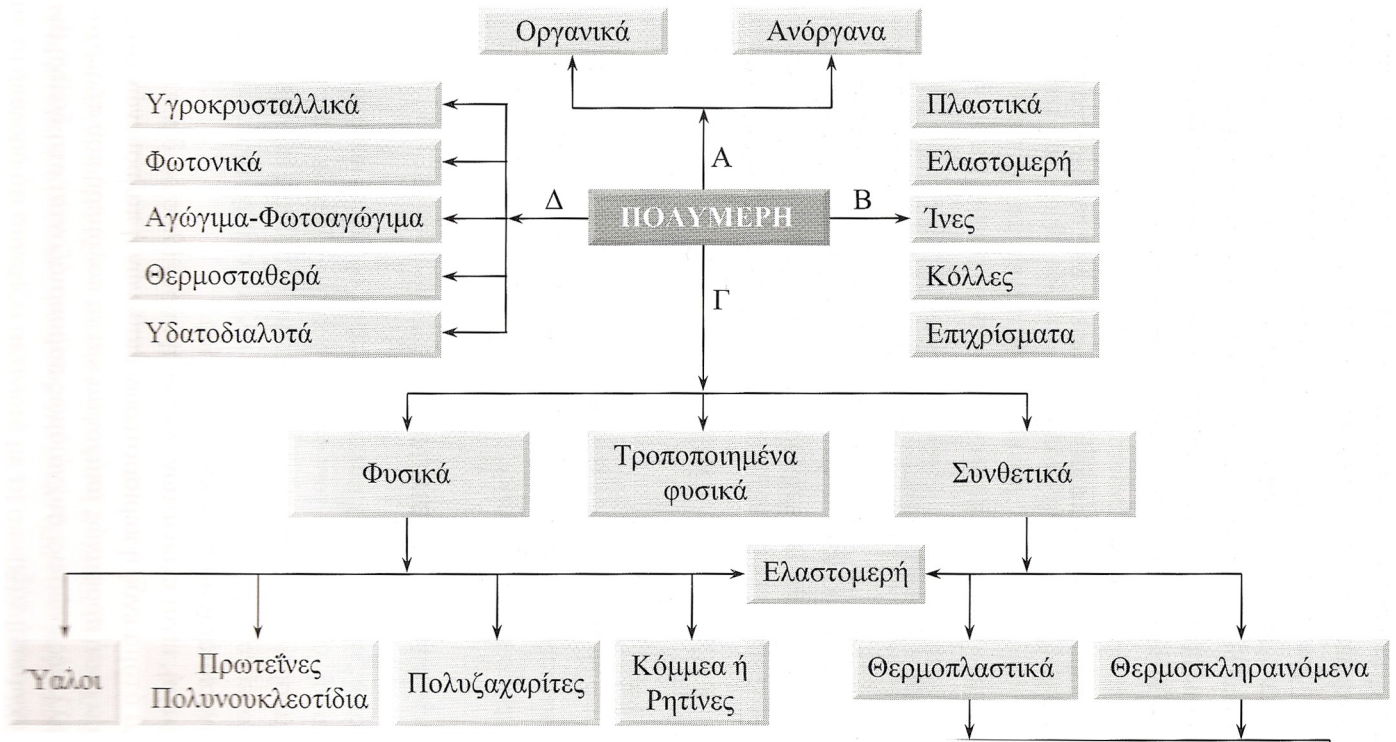 Οργανικά
Ανόργανα
Υγροκρυσταλλικά
Φωτονικά
Αγώγιμα-Φωτοαγώγιμα
Θερμοσταθερά
Υδατοδιαλυτά
Α
Δ
ΠΟΛΥΜΕΡΗ
Β
Γ
Πλαστικά
Ελαστομερή
Ίνες
Κόλλες
Επιχρίσματα
Φυσικά
Τροποποιημένα
φυσικά
Συνθετικά
Ελαστομερή
Ύαλοι
Πρωτεΐνες
Πολυνουκλεοτίδια
Πολυζαχαρίτες
Κόμμεα ή
Ρητίνες
Θερμοπλαστικά
Θερμοσκληραινόμενα